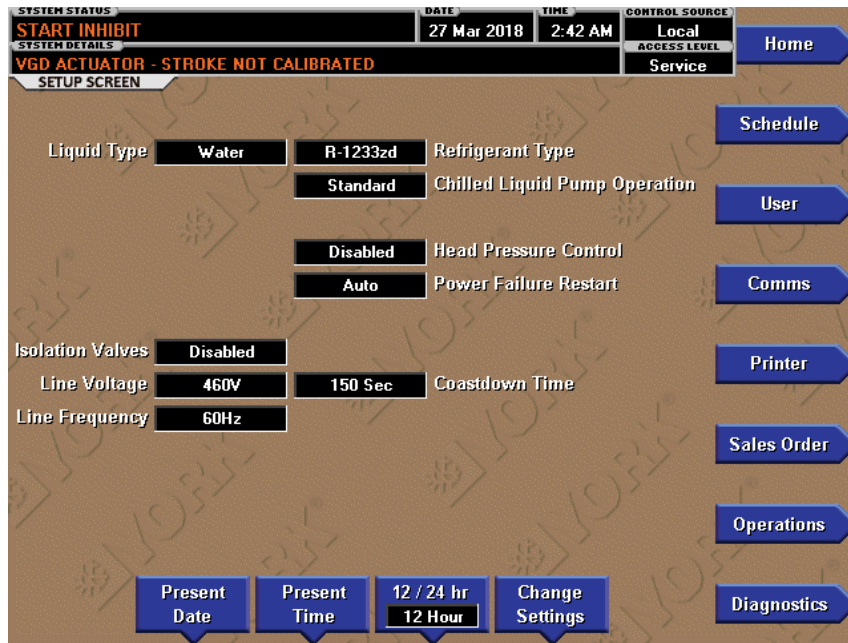 SYSTEM STATUS
START INHIBIT
DATE
27 Mar 2018
TIME
2:42 AM
CONTROL SOURCE
Local
SYSTEM DETAILS
VGD ACTUATOR - STROKE NOT CALIBRATED
ACCESS LEVEL
Service
SETUP SCREEN
Home
Schedule
User
Comms
Printer
Sales Order
Operations
Diagnostics
Liquid Type Water R-1233zd Refrigerant Type
Standard Chilled Liquid Pump Operation
Disabled Head Pressure Control
Auto Power Failure Restart
Isolation Valves Disabled
Line Voltage 460V 150 Sec Coastdown Time
Line Frequency 60Hz
Present
Date
Present
Time
12 / 24 hr
12 Hour
Change
Settings
YORK